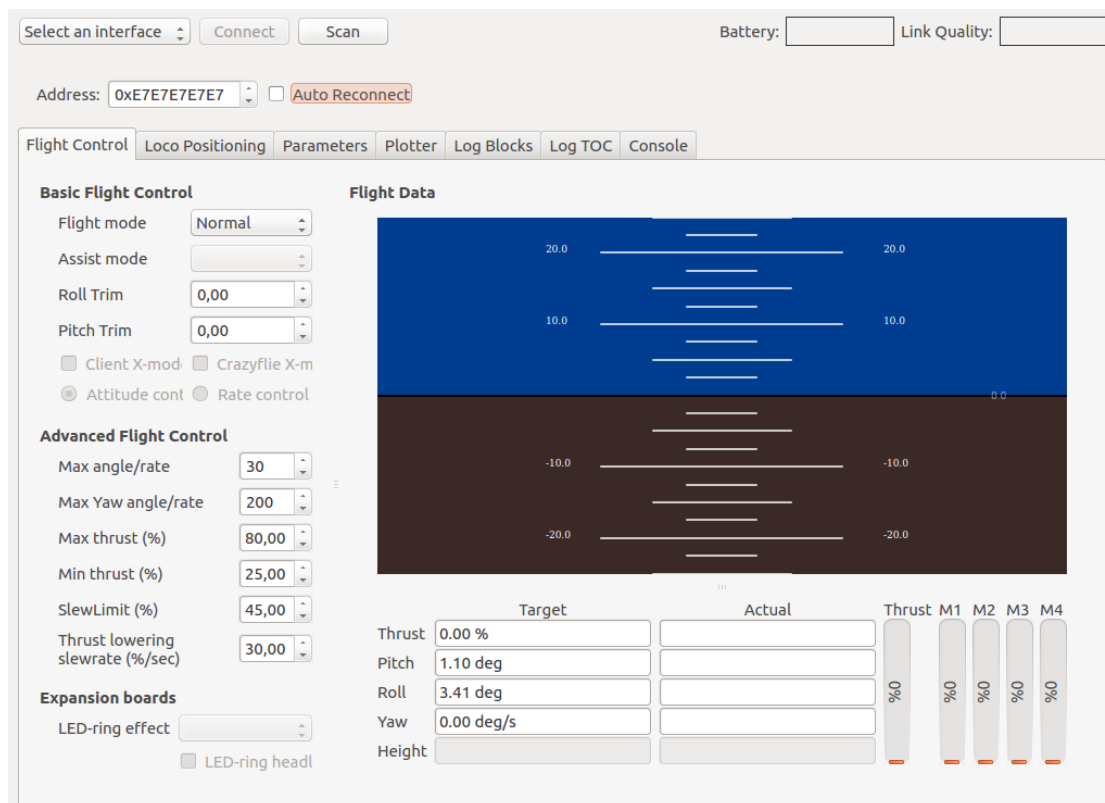 Select an interface Connect Scan Battery: Link Quality:
Address: 0xE7E7E7E7E7 Auto Reconnect
Flight Control Loco Positioning Parameters Plotter Log Blocks Log TOC Console
Basic Flight Control
Flight mode Normal
Assist mode
Roll Trim 0,00
Pitch Trim 0,00
Client X-mod Crazyflie X-m
Attitude cont Rate control
Advanced Flight Control
Max angle/rate 30
Max Yaw angle/rate 200
Max thrust (%) 80,00
Min thrust (%) 25,00
SlewLimit (%) 45,00
Thrust lowering
slewrate (%/sec) 30,00
Expansion boards
LED-ring effect
LED-ring headl
Flight Data
20.0 20.0
10.0 10.0
0.0
-10.0 -10.0
-20.0 -20.0
Target Actual Thrust M1 M2 M3 M4
Thrust 0.00 %
Pitch 1.10 deg
Roll 3.41 deg
Yaw 0.00 deg/s
Height
%0 %0 %0 %0 %0